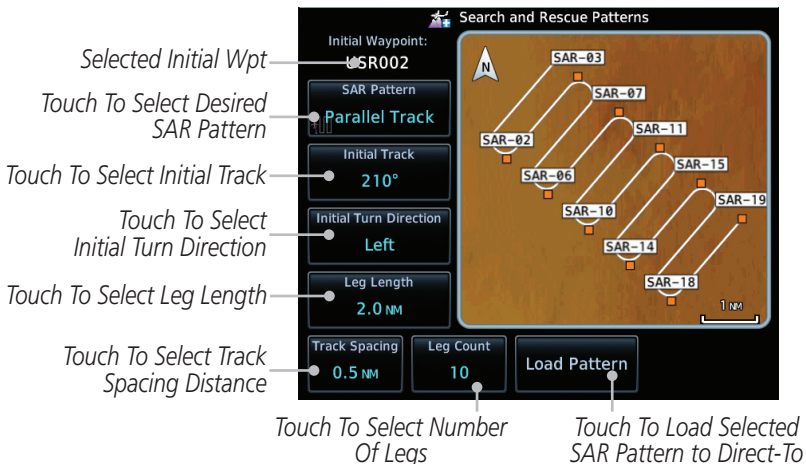 Search and Rescue Patterns
Selected Initial Wpt
Initial Waypoint:
USR002
Touch To Select Desired
SAR Pattern
SAR Pattern
Parallel Track
Touch To Select Initial Track
Initial Track
210°
Touch To Select
Initial Turn Direction
Initial Turn Direction
Left
Touch To Select Leg Length
Leg Length
2.0 NM
Touch To Select Track
Spacing Distance
Track Spacing
0.5 NM
Leg Count
10
Load Pattern
Touch To Select Number
Of Legs
Touch To Load Selected
SAR Pattern to Direct-To
N
SAR-03
SAR-07
SAR-02
SAR-11
SAR-06
SAR-15
SAR-10
SAR-19
SAR-14
SAR-18
1 NM